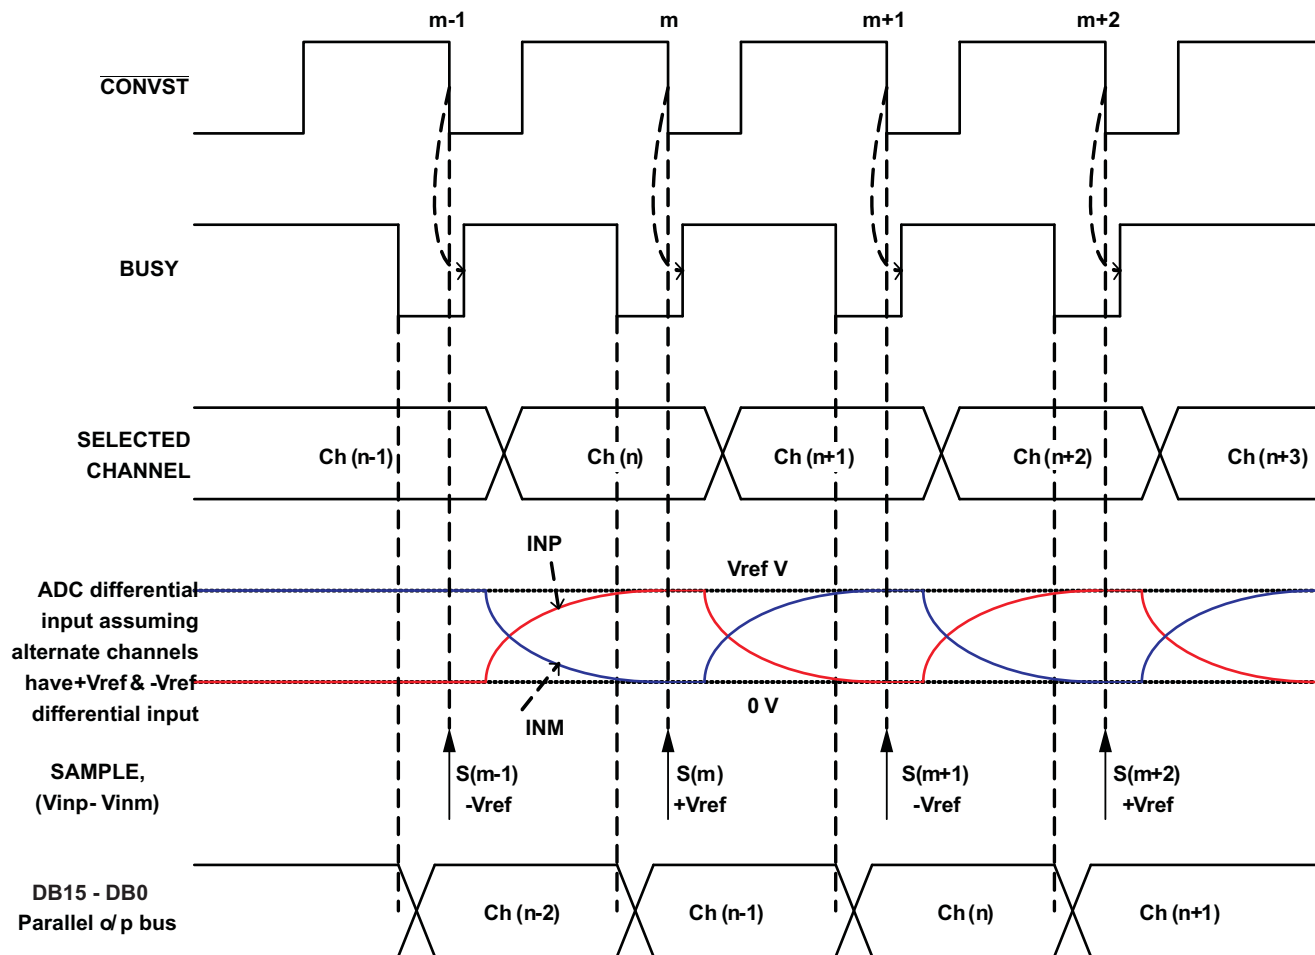 m-1 m m+1 m+2
CONVST
BUSY
SELECTED
CHANNEL
Ch (n-1) Ch (n) Ch (n+1) Ch (n+2) Ch (n+3)
INP
Vref V
ADC differential
input assuming
alternate channels
have+Vref & -Vref
differential input
INM
0 V
SAMPLE,
(Vinp- Vinm)
S(m-1) S(m) S(m+1) S(m+2)
-Vref +Vref -Vref +Vref
DB15 - DB0
Parallel o/p bus
Ch (n-2) Ch (n-1) Ch (n) Ch (n+1)